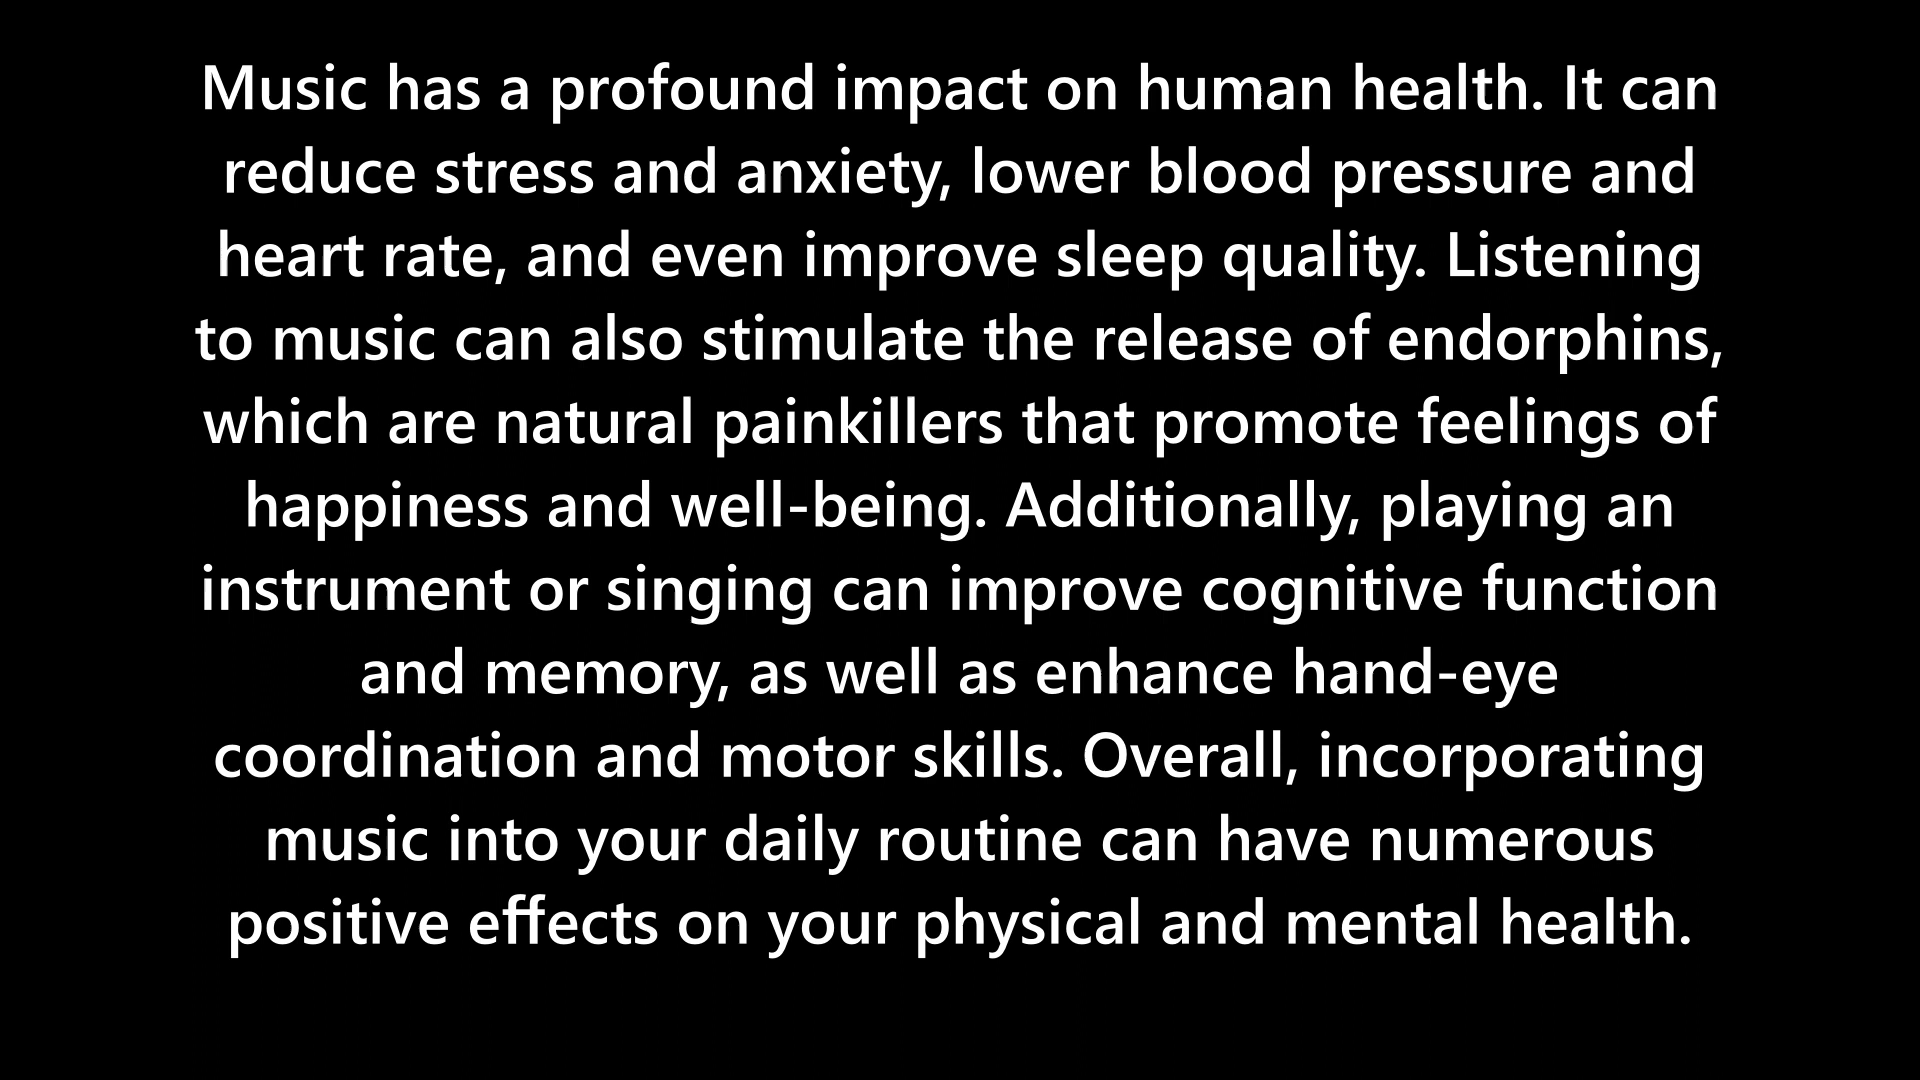 Music has a profound impact on human health. It can
reduce stress and anxiety, lower blood pressure and
heart rate, and even improve sleep quality. Listening
to music can also stimulate the release of endorphins,
which are natural painkillers that promote feelings of
happiness and well-being. Additionally, playing an
instrument or singing can improve cognitive function
and memory, as well as enhance hand-eye
coordination and motor skills. Overall, incorporating
music into your daily routine can have numerous
positive effects on your physical and mental health.